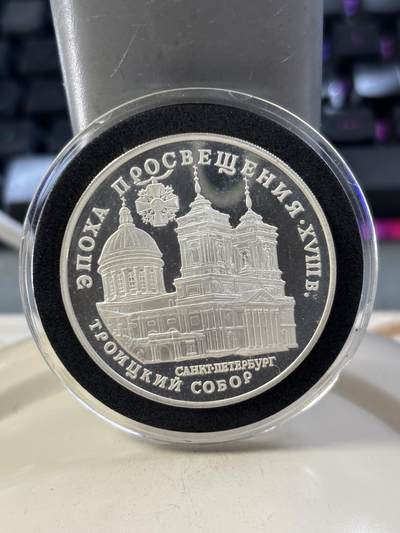 ЭПОХА ПРОСВЕЩЕНИЯ·XVIII В.
САНКТ-ПЕТЕРБУРГ
ТРОИЦКИЙ СОБОР